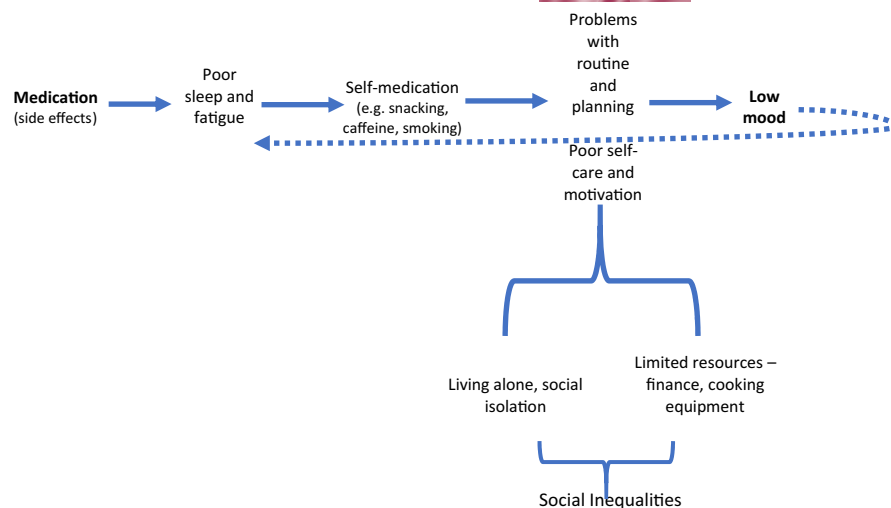 Medication
(side effects)
Poor
sleep and
fatigue
Self-medication
(e.g. snacking,
caffeine, smoking)
Problems
with
routine
and
planning
Low
mood
Poor self-
care and
motivation
Living alone, social
isolation
Limited resources –
finance, cooking
equipment
Social Inequalities